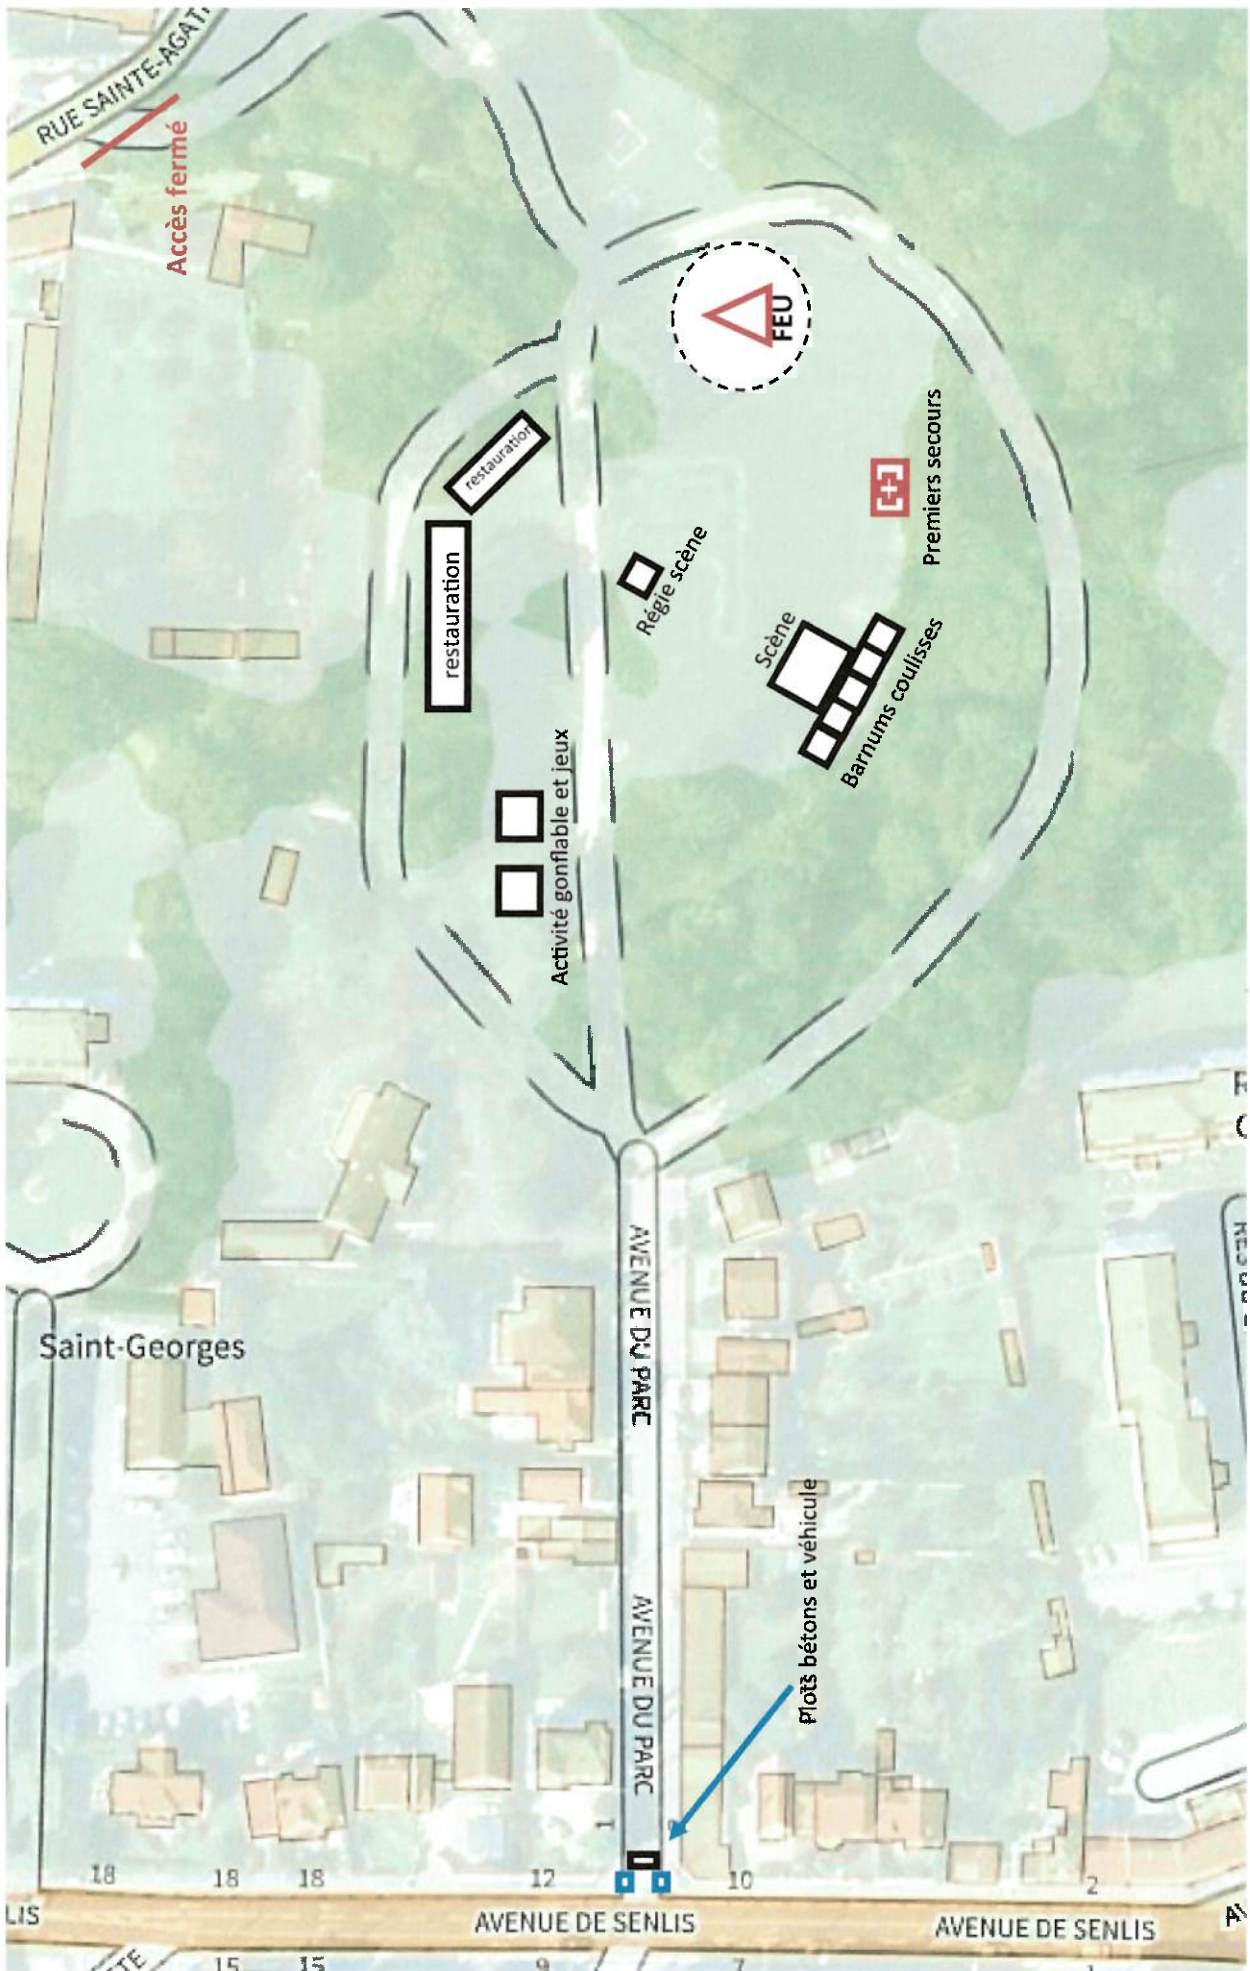 RUE SAINTE-AGAT
Accès fermé
FEU
restauration
restauration
Premiers secours
Régie scène
Scène
Barnums coulisses
Activité gonflable et jeux
AVENUE DU PARC
Saint-Georges
AVENUE DU PARC
Plots bétons et véhicule
1
18
18
18
12
10
2
LIS
AVENUE DE SENLIS
AVENUE DE SENLIS
15
9
7